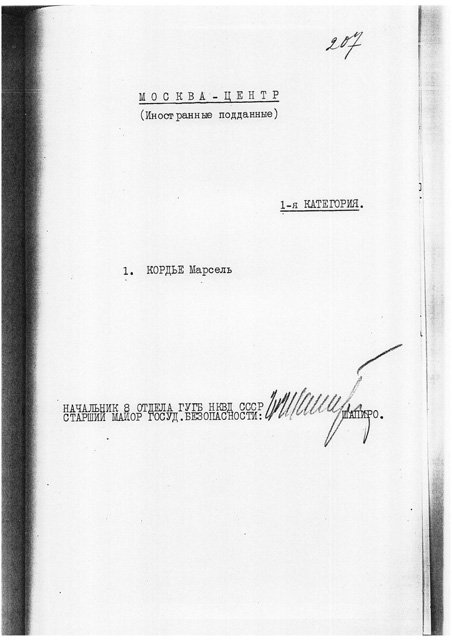 207
МОСКВА-ЦЕНТР
(Иностранные подданные)
1-я КАТЕГОРИЯ.
1. КОРДЬЕ Марсель
НАЧАЛЬНИК 8 ОТДЕЛА ГУГБ НКВД СССР
СТАРШИЙ МАЙОР ГОСУД.БЕЗОПАСНОСТИ: ШАПИРО.